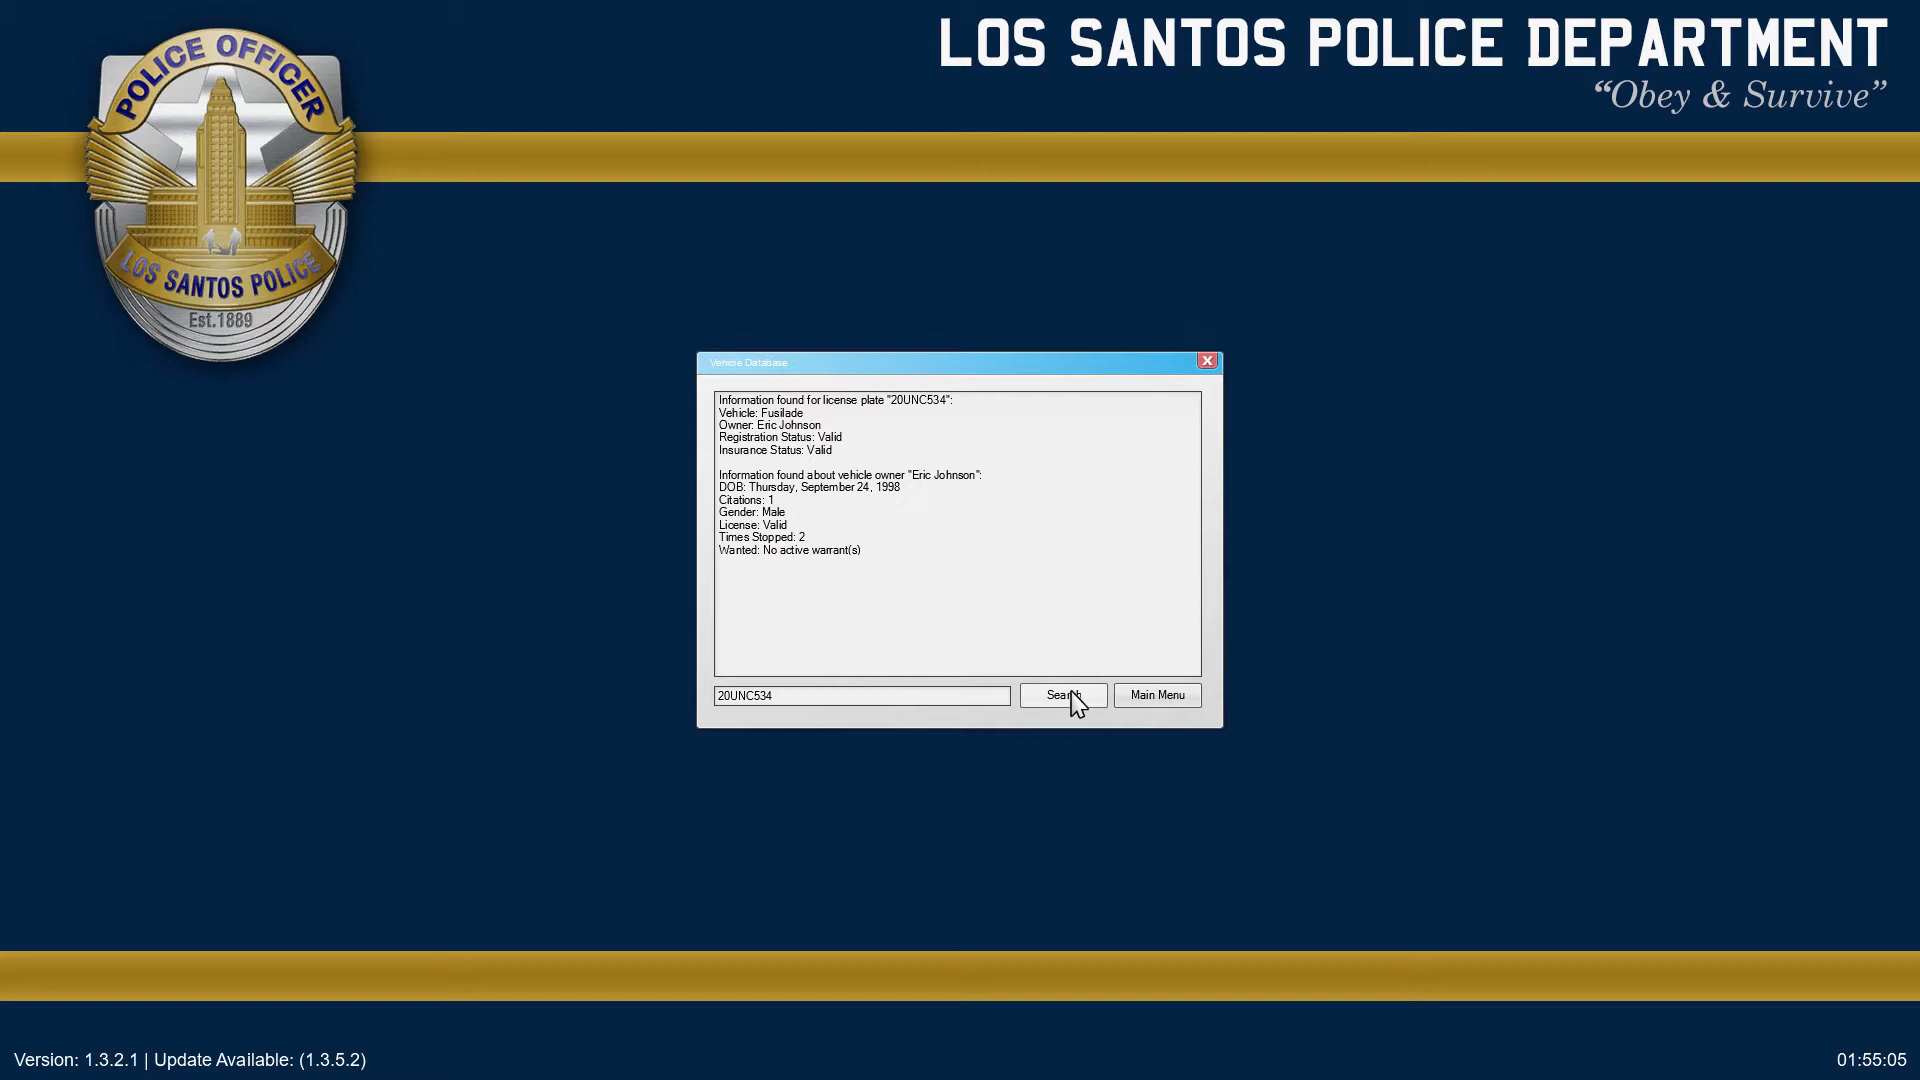 POLICE OFFICER
LOS SANTOS POLICE
Est.1889
LOS SANTOS POLICE DEPARTMENT
“Obey & Survive”
Vehicle Database
X
Information found for license plate "20UNC534":
Vehicle: Fusilade
Owner: Eric Johnson
Registration Status: Valid
Insurance Status: Valid
Information found about vehicle owner "Eric Johnson":
DOB: Thursday, September 24, 1998
Citations: 1
Gender: Male
License: Valid
Times Stopped: 2
Wanted: No active warrant(s)
20UNC534
Search
Main Menu
Version: 1.3.2.1 | Update Available: (1.3.5.2)
01:55:05